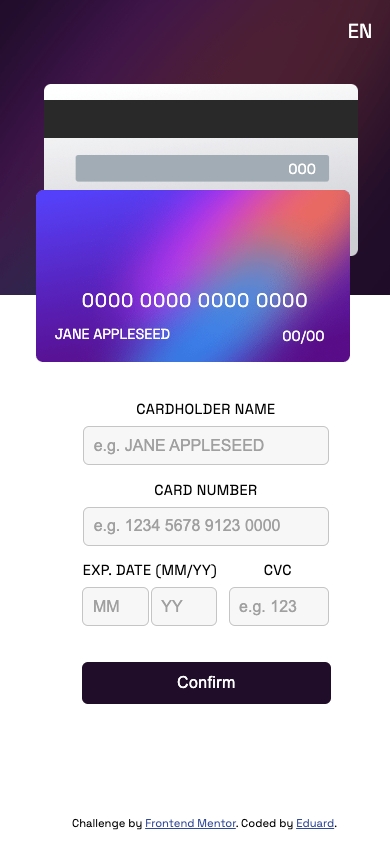 EN
000
0000 0000 0000 0000
JANE APPLESEED 00/00
CARDHOLDER NAME
e.g. JANE APPLESEED
CARD NUMBER
e.g. 1234 5678 9123 0000
EXP. DATE (MM/YY) CVC
MM YY e.g. 123
Confirm
Challenge by Frontend Mentor. Coded by Eduard.